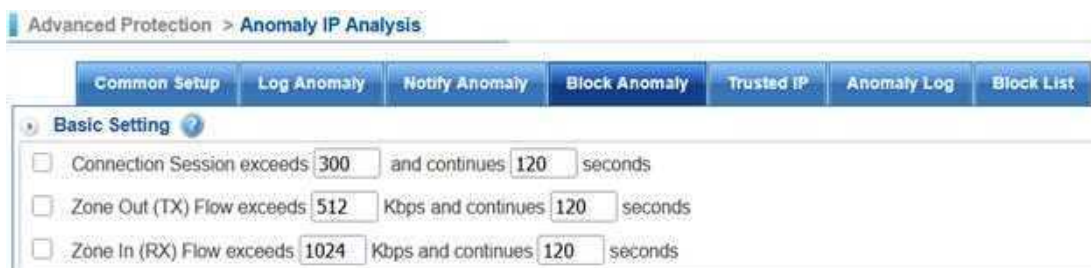 Advanced Protection > Anomaly IP Analysis
Common Setup Log Anomaly Notify Anomaly Block Anomaly Trusted IP Anomaly Log Block List
Basic Setting ?
Connection Session exceeds 300 and continues 120 seconds
Zone Out (TX) Flow exceeds 512 Kbps and continues 120 seconds
Zone In (RX) Flow exceeds 1024 Kbps and continues 120 seconds